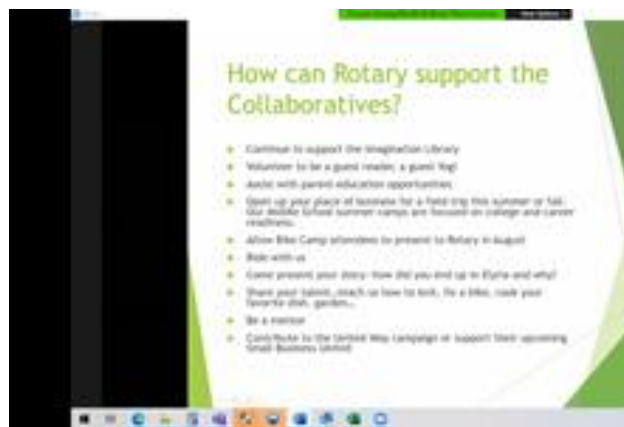 How can Rotary support the
Collaboratives?
Continue to support the Imagination Library
Volunteer to be a guest reader, a guest Yogi
Assist with parent education opportunities
Open up your place of business for a field trip this summer or fall.
Our Middle School summer camps are focused on college and career
readiness.
Allow Bike Camp attendees to present to Rotary in August
Ride with us
Come present your story- how did you end up in Elyria and why?
Share your talent, teach us how to knit, fix a bike, cook your
favorite dish, garden…
Be a mentor
Contribute to the United Way campaign or support their upcoming
Small Business United